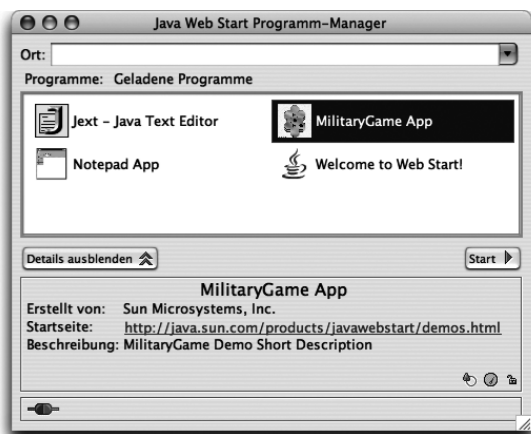 Java Web Start Programm-Manager
Ort:
Programme: Geladene Programme
Jext – Java Text Editor
MilitaryGame App
Notepad App
Welcome to Web Start!
Details ausblenden
Start
MilitaryGame App
Erstellt von: Sun Microsystems, Inc.
Startseite: http://java.sun.com/products/javawebstart/demos.html
Beschreibung: MilitaryGame Demo Short Description